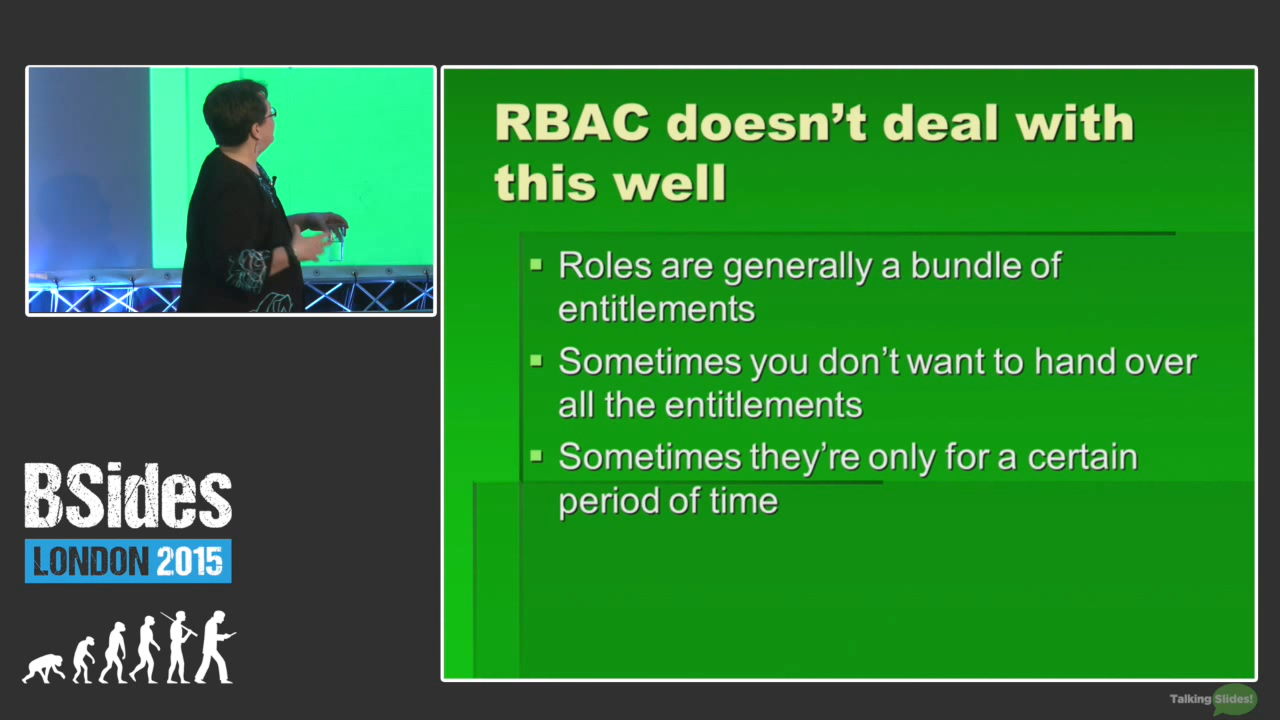 RBAC doesn't deal with
this well
▪ Roles are generally a bundle of
entitlements
▪ Sometimes you don't want to hand over
all the entitlements
▪ Sometimes they're only for a certain
period of time
BSides
LONDON 2015
Talking Slides!